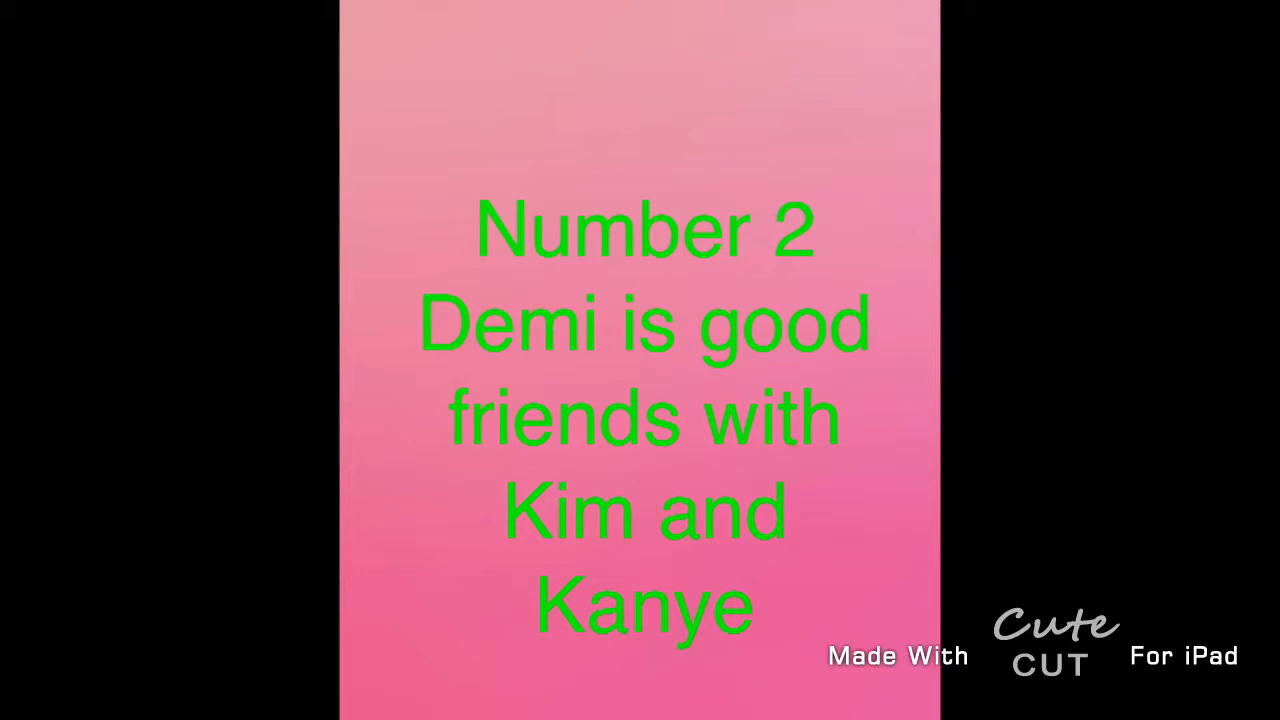 Number 2
Demi is good
friends with
Kim and
Kanye
Made With Cute CUT For iPad